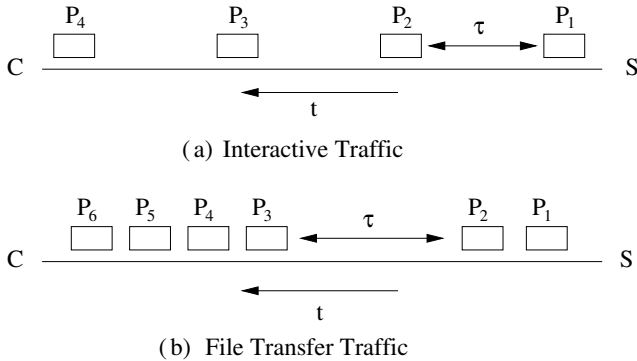 P4 P3 P2 τ P1
C S
t
(a) Interactive Traffic
P6 P5 P4 P3 τ P2 P1
C S
t
(b) File Transfer Traffic